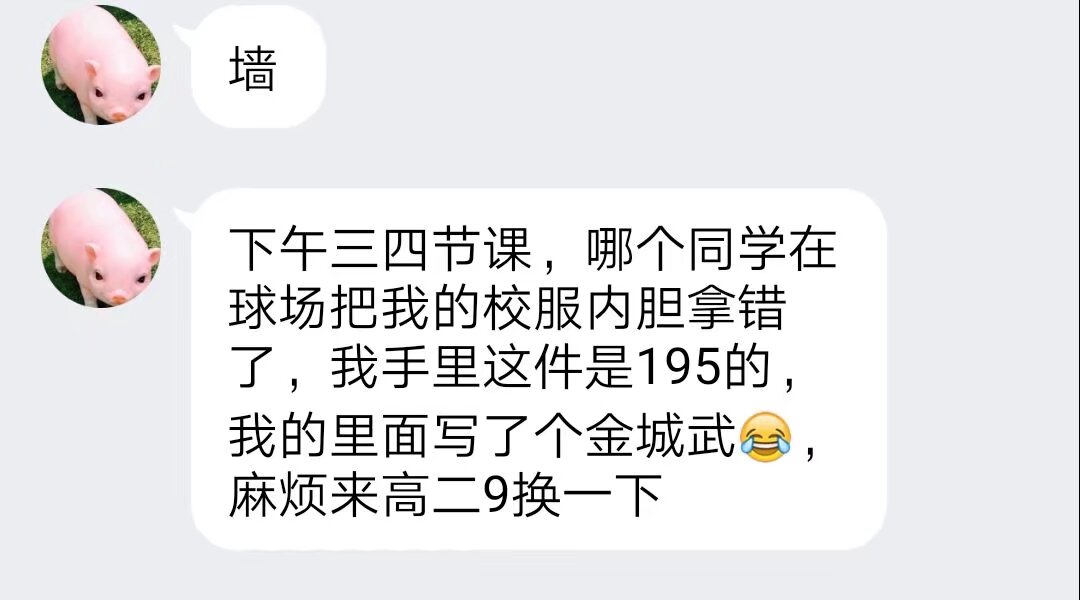 墙
下午三四节课，哪个同学在
球场把我的校服内胆拿错
了，我手里这件是195的，
我的里面写了个金城武😂，
麻烦来高二9换一下